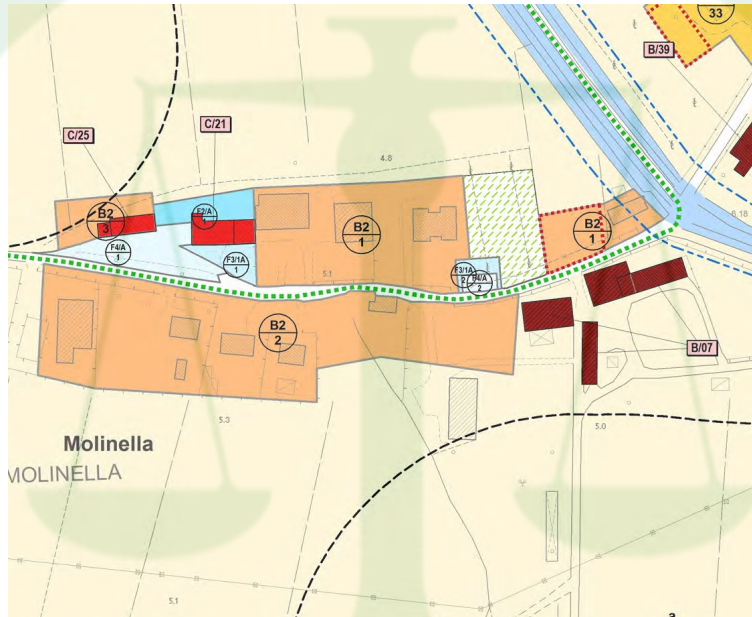 33
B/39
C/25
C/21
4.8
6.18
B2
3
F2/A
1
B2
1
B2
1
F4/A
1
F3/1A
1
5.1
F3/1A
2
F4/A
2
B2
2
B/07
5.3
5.0
Molinella
MOLINELLA
5.1
a